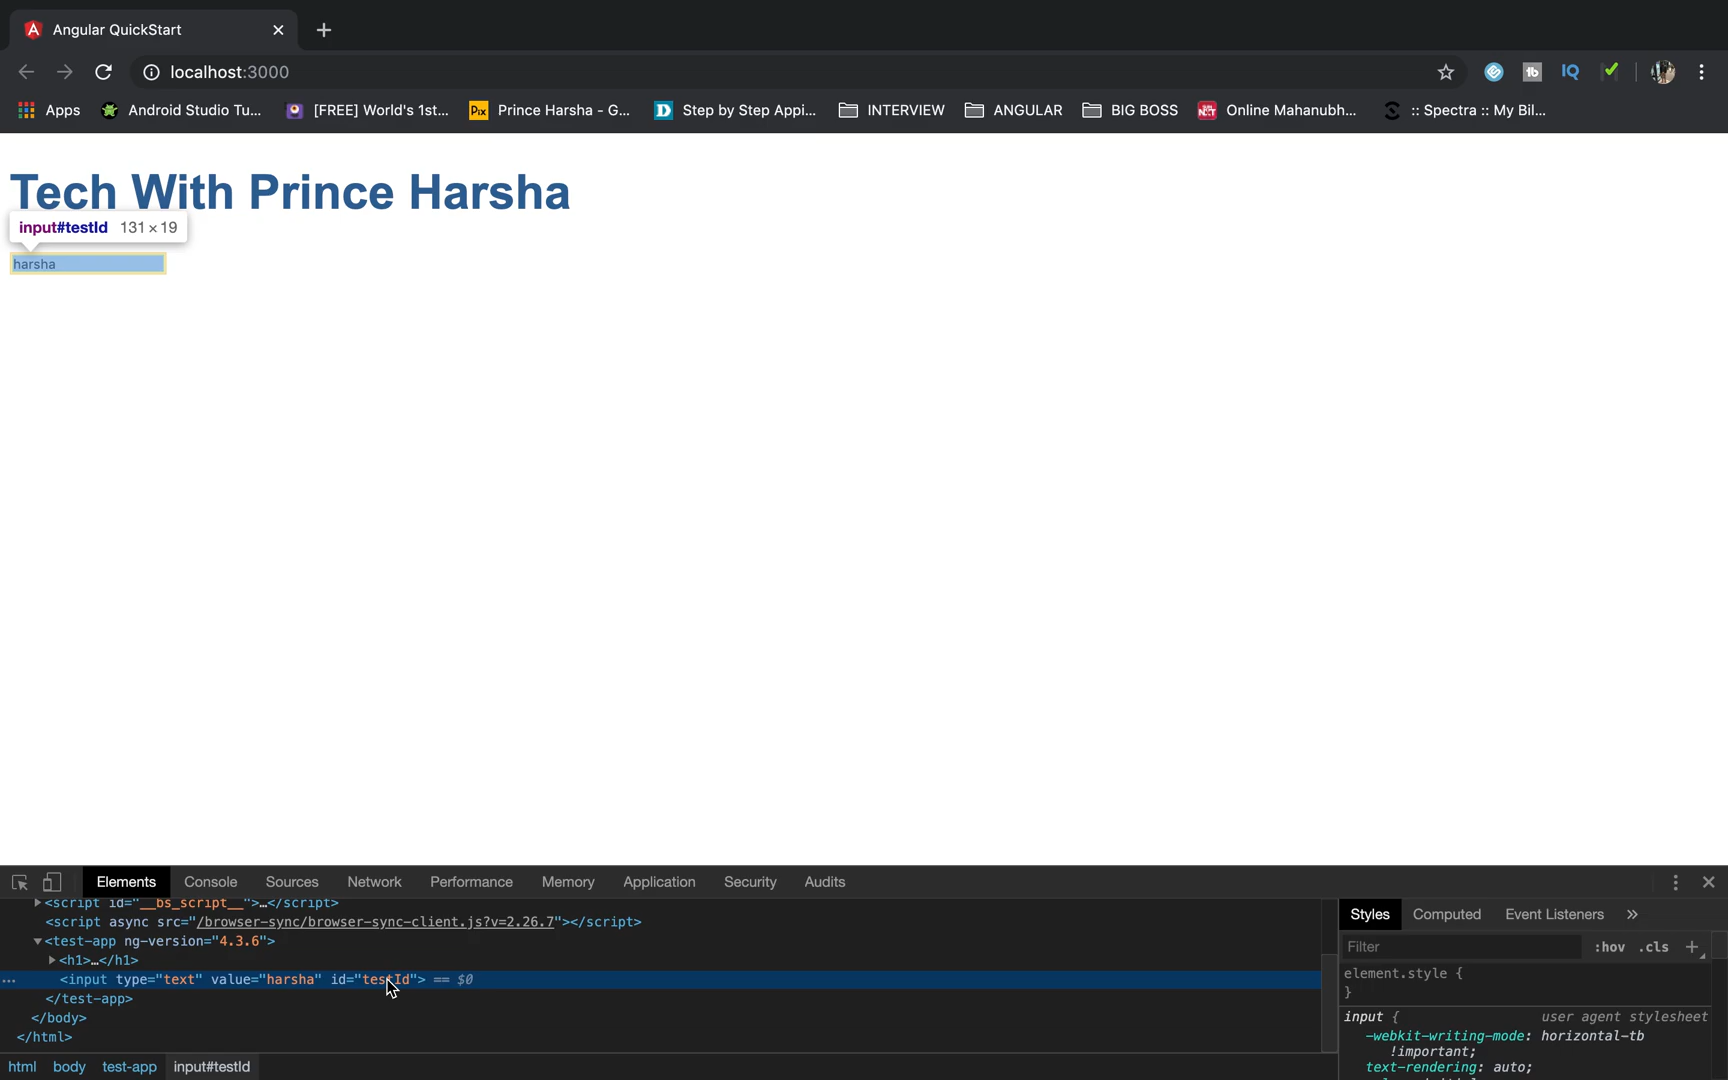 Angular QuickStart
localhost:3000
Apps Android Studio Tu... [FREE] World's 1st... Pix Prince Harsha - G... D Step by Step Appi... INTERVIEW ANGULAR BIG BOSS Online Mahanubh... :: Spectra :: My Bil...
Tech With Prince Harsha
input#testId 131 × 19
harsha
Elements Console Sources Network Performance Memory Application Security Audits
<script id="__bs_script__">…</script>
<script async src="/browser-sync/browser-sync-client.js?v=2.26.7"></script>
<test-app ng-version="4.3.6">
<h1>…</h1>
<input type="text" value="harsha" id="testId"> == $0
</test-app>
</body>
</html>
html body test-app input#testId
Styles Computed Event Listeners »
Filter :hov .cls +
element.style {
}
input { user agent stylesheet
-webkit-writing-mode: horizontal-tb
!important;
text-rendering: auto;